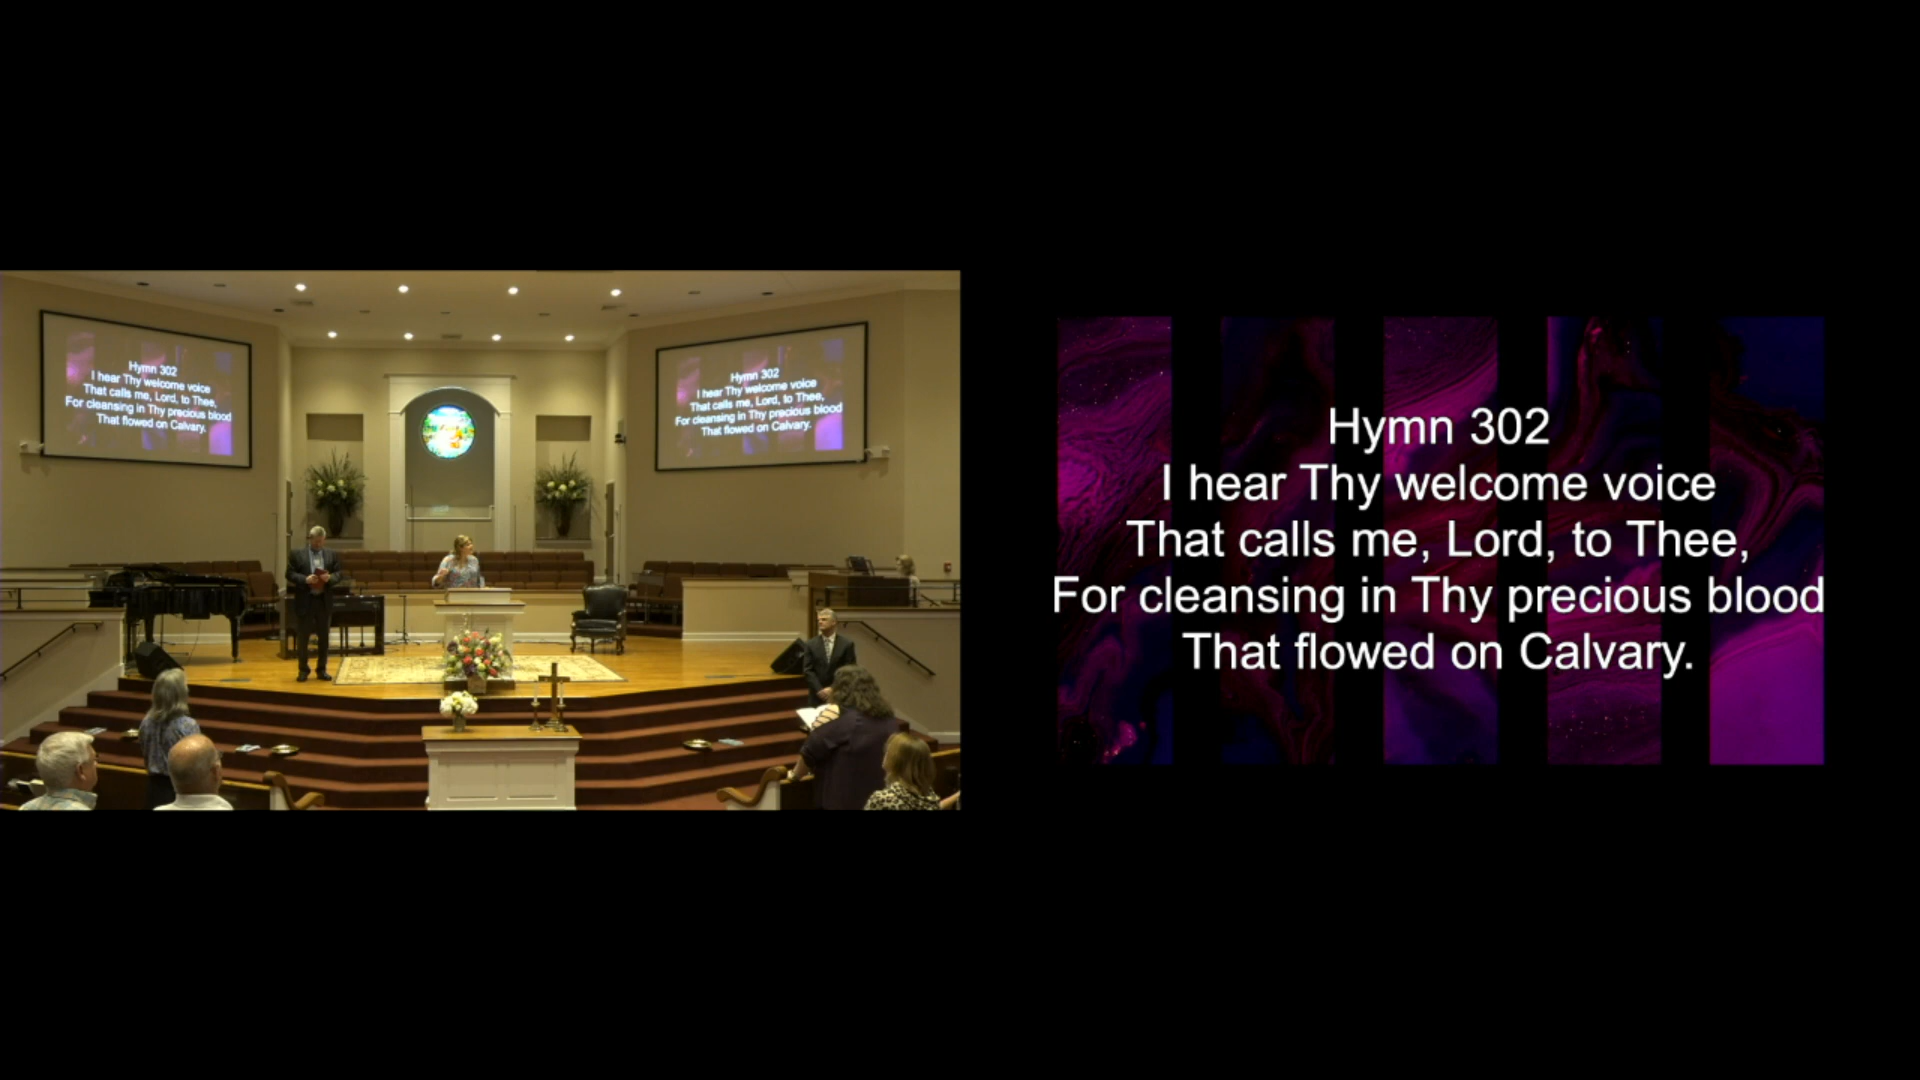 Hymn 302
I hear Thy welcome voice
That calls me, Lord, to Thee,
For cleansing in Thy precious blood
That flowed on Calvary.
Hymn 302
I hear Thy welcome voice
That calls me, Lord, to Thee,
For cleansing in Thy precious blood
That flowed on Calvary.
Hymn 302
I hear Thy welcome voice
That calls me, Lord, to Thee,
For cleansing in Thy precious blood
That flowed on Calvary.